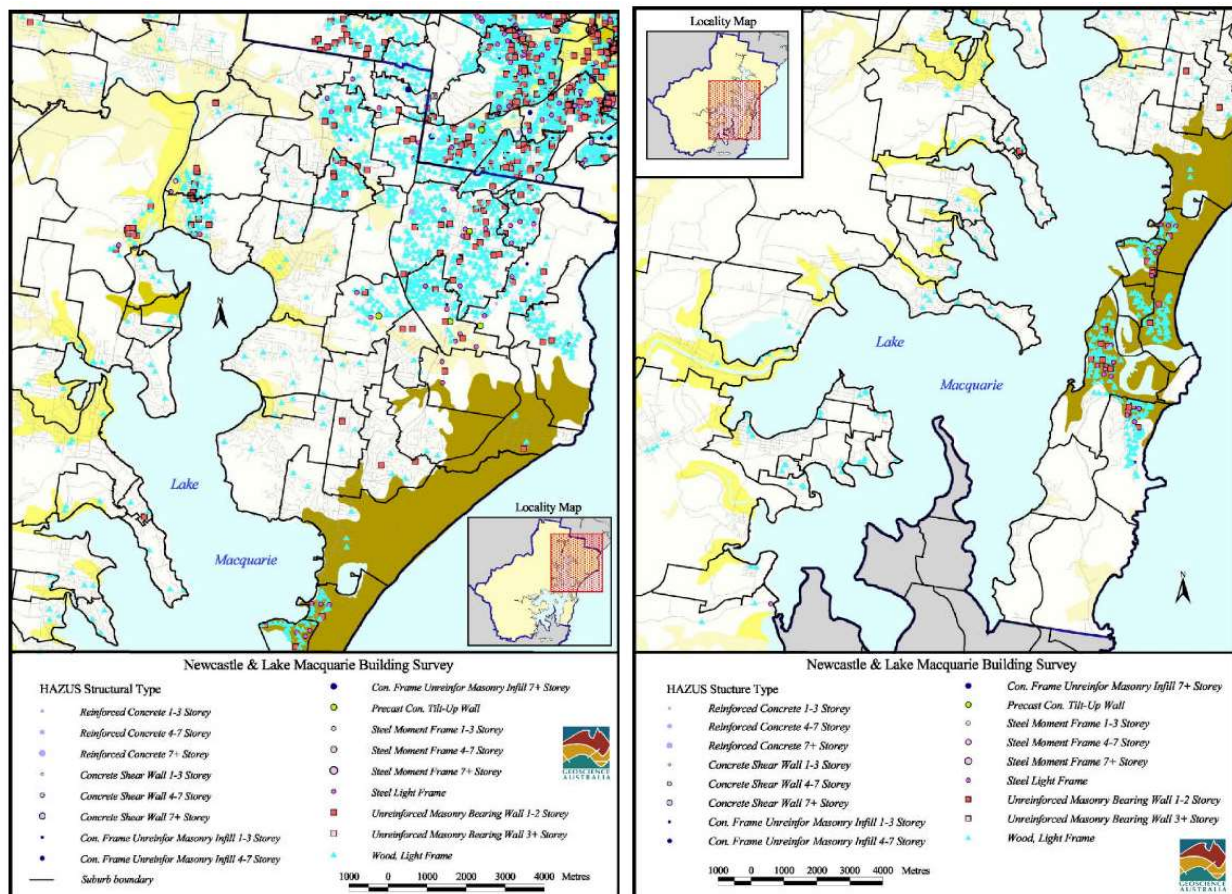 N
Lake
Macquarie
Locality Map
Newcastle & Lake Macquarie Building Survey
HAZUS Structural Type
Reinforced Concrete 1-3 Storey
Reinforced Concrete 4-7 Storey
Reinforced Concrete 7+ Storey
Concrete Shear Wall 1-3 Storey
Concrete Shear Wall 4-7 Storey
Concrete Shear Wall 7+ Storey
Con. Frame Unreinfor Masonry Infill 1-3 Storey
Con. Frame Unreinfor Masonry Infill 4-7 Storey
Suburb boundary
Con. Frame Unreinfor Masonry Infill 7+ Storey
Precast Con. Tilt-Up Wall
Steel Moment Frame 1-3 Storey
Steel Moment Frame 4-7 Storey
Steel Moment Frame 7+ Storey
Steel Light Frame
Unreinforced Masonry Bearing Wall 1-2 Storey
Unreinforced Masonry Bearing Wall 3+ Storey
Wood, Light Frame
GEOSCIENCE
AUSTRALIA
1000 0 1000 2000 3000 4000 Metres
Locality Map
Lake
Macquarie
N
Newcastle & Lake Macquarie Building Survey
HAZUS Stucture Type
Reinforced Concrete 1-3 Storey
Reinforced Concrete 4-7 Storey
Reinforced Concrete 7+ Storey
Concrete Shear Wall 1-3 Storey
Concrete Shear Wall 4-7 Storey
Concrete Shear Wall 7+ Storey
Con. Frame Unreinfor Masonry Infill 1-3 Storey
Con. Frame Unreinfor Masonry Infill 4-7 Storey
Con. Frame Unreinfor Masonry Infill 7+ Storey
Precast Con. Tilt-Up Wall
Steel Moment Frame 1-3 Storey
Steel Moment Frame 4-7 Storey
Steel Moment Frame 7+ Storey
Steel Light Frame
Unreinforced Masonry Bearing Wall 1-2 Storey
Unreinforced Masonry Bearing Wall 3+ Storey
Wood, Light Frame
1000 0 1000 2000 3000 4000 Metres
GEOSCIENCE
AUSTRALIA